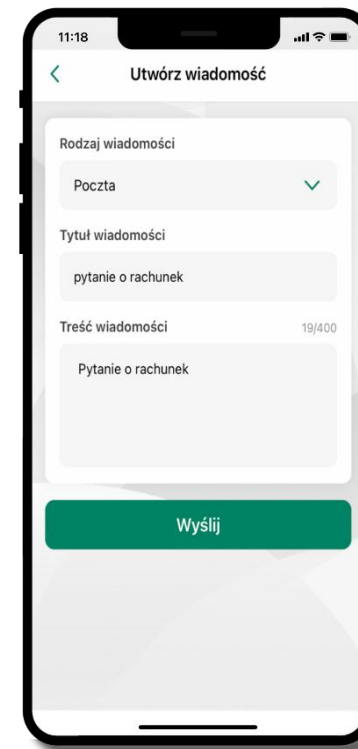 11:18
Utwórz wiadomość
Rodzaj wiadomości
Poczta
Tytuł wiadomości
pytanie o rachunek
Treść wiadomości 19/400
Pytanie o rachunek
Wyślij